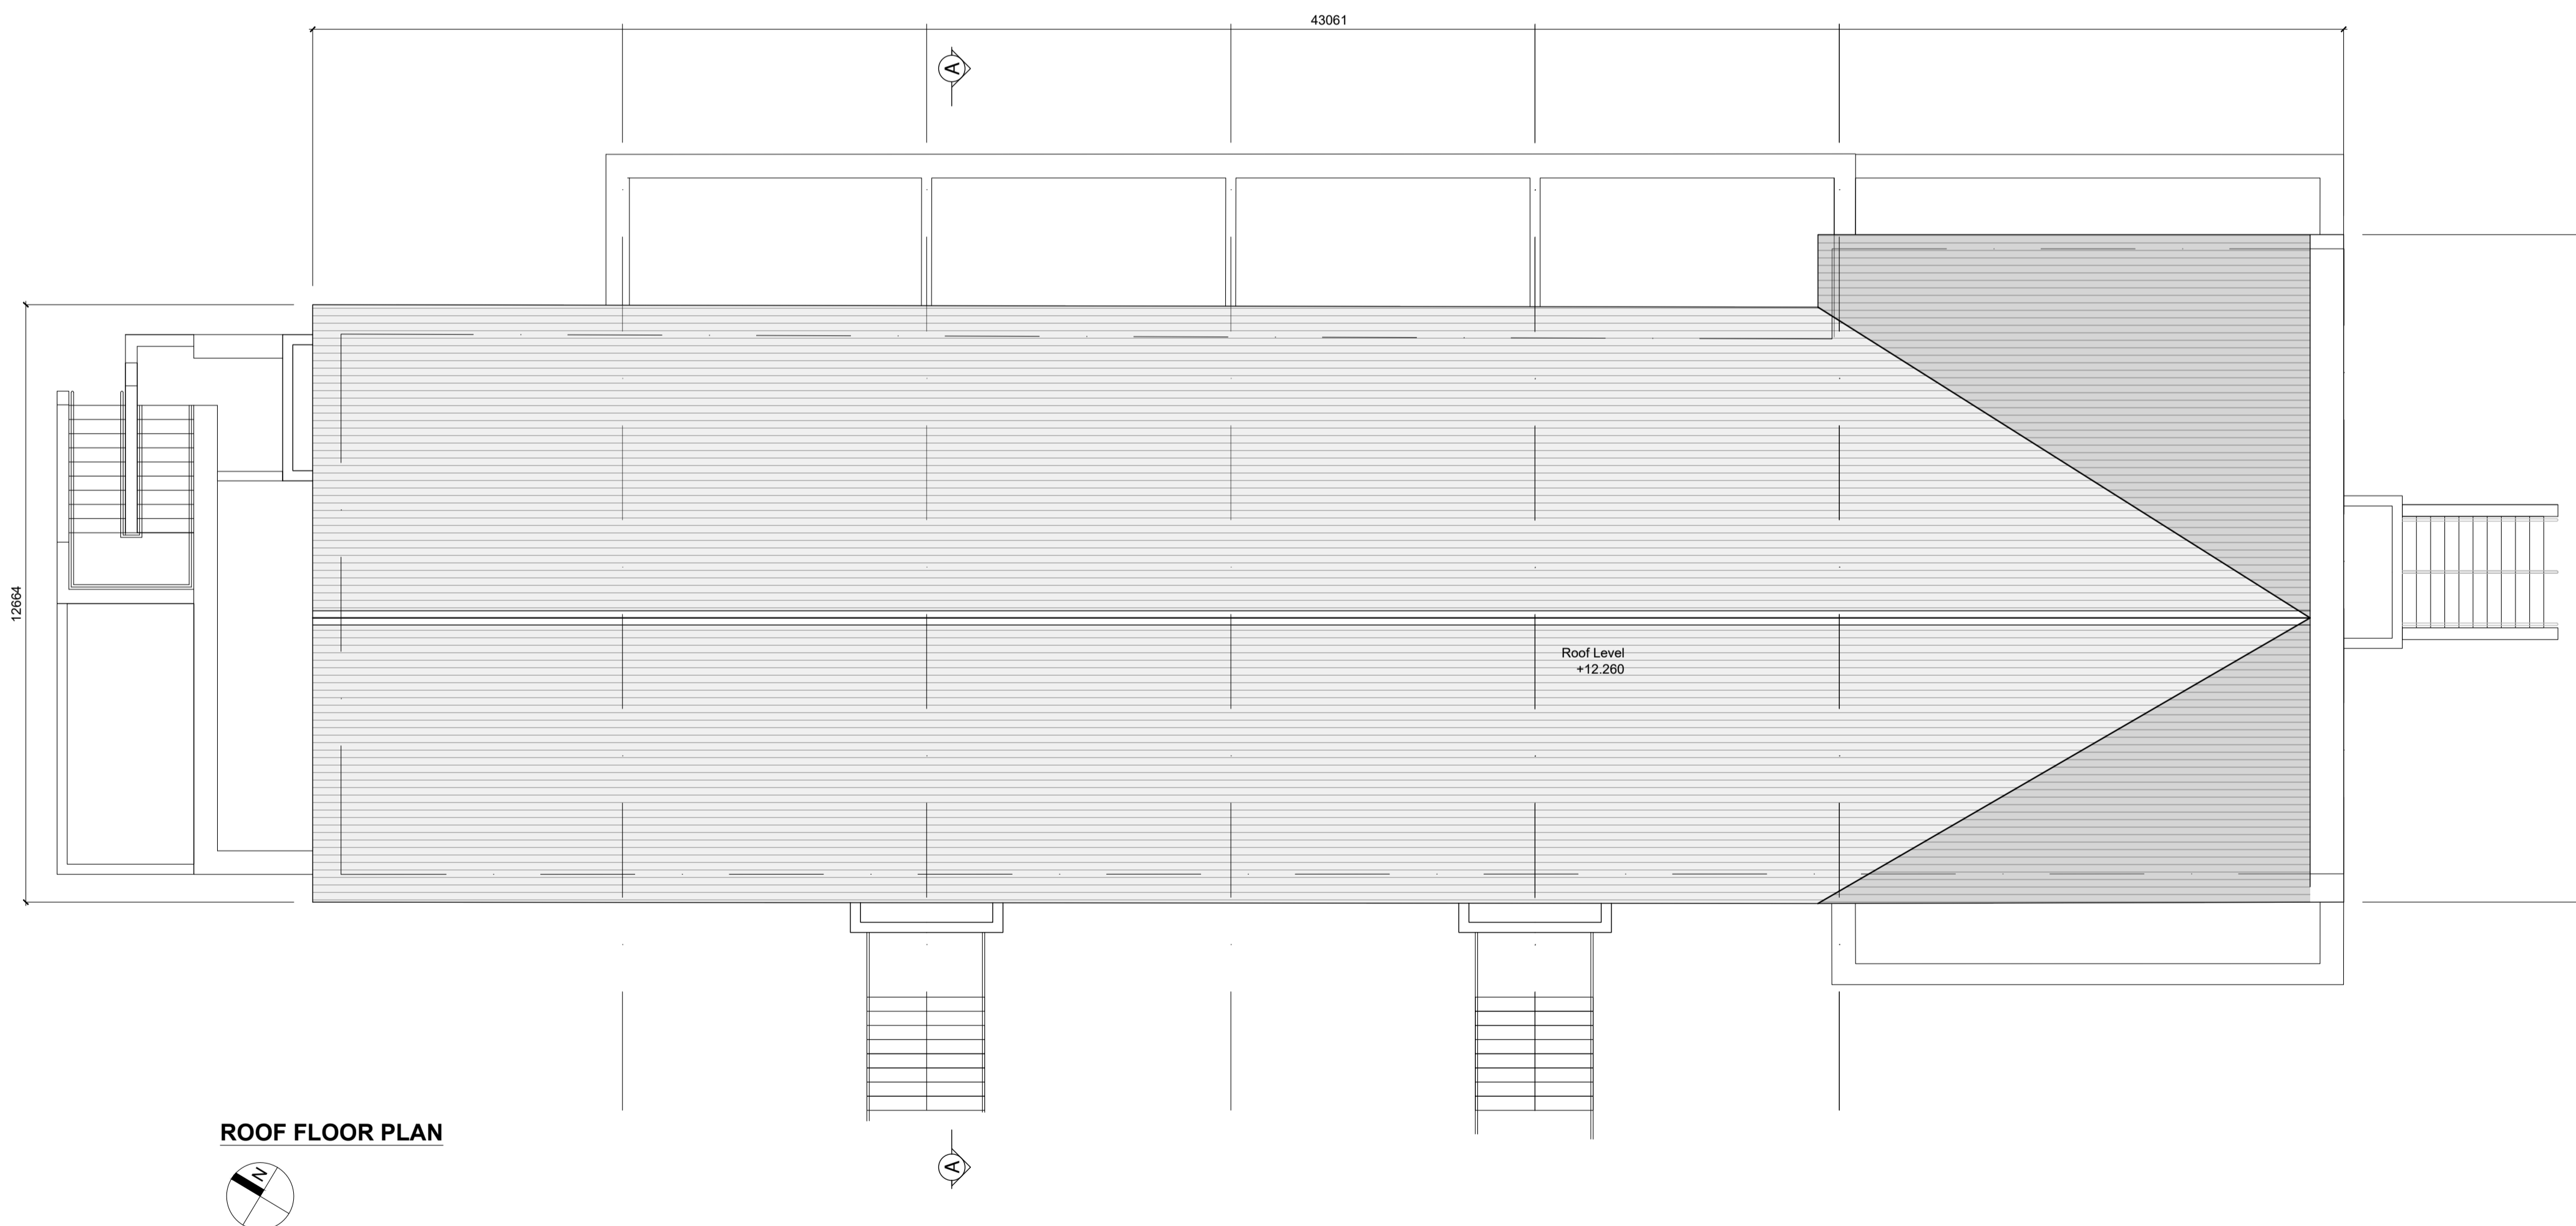 43061
A
12664
Roof Level
+12.260
ROOF FLOOR PLAN
A
N